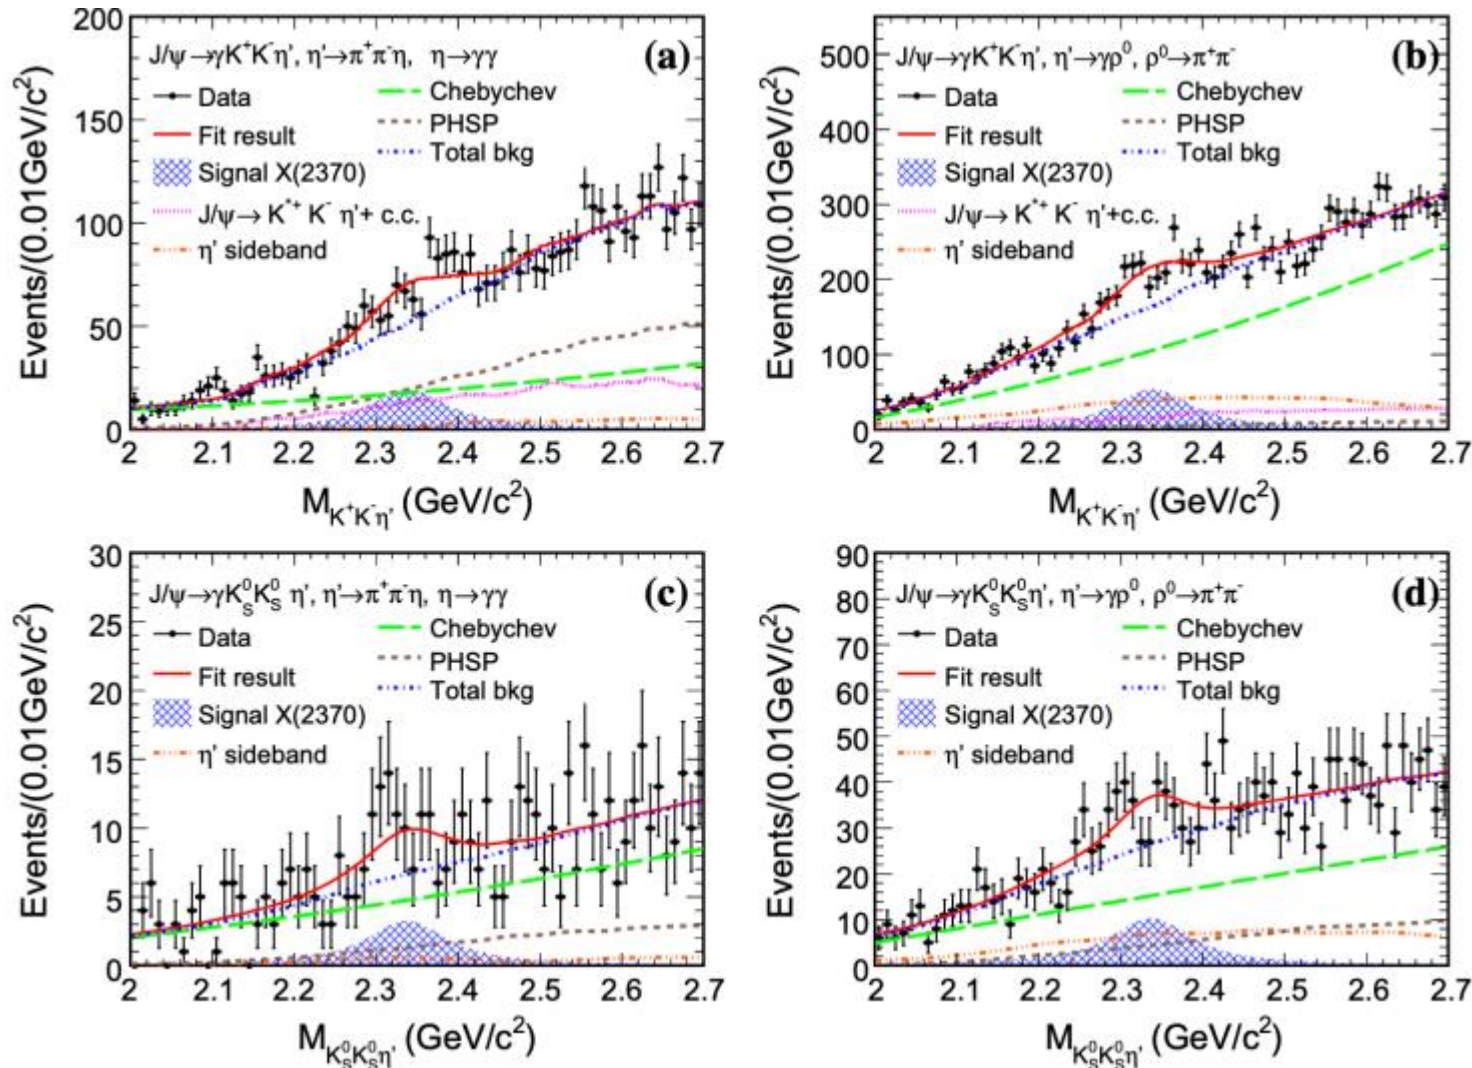 J/ψ→γK⁺K⁻η', η'→π⁺π⁻η, η→γγ (a)
Data
Fit result
Signal X(2370)
J/ψ→ K*⁺ K⁻ η'+ c.c.
η' sideband
Chebychev
PHSP
Total bkg
Events/(0.01GeV/c²)
200
150
100
50
0
2 2.1 2.2 2.3 2.4 2.5 2.6 2.7
M_K⁺K⁻η' (GeV/c²)
J/ψ→γK⁺K⁻η', η'→γρ⁰, ρ⁰→π⁺π⁻ (b)
Data
Fit result
Signal X(2370)
J/ψ→ K*⁺ K⁻ η'+c.c.
η' sideband
Chebychev
PHSP
Total bkg
Events/(0.01GeV/c²)
500
400
300
200
100
0
2 2.1 2.2 2.3 2.4 2.5 2.6 2.7
M_K⁺K⁻η' (GeV/c²)
J/ψ→γK_S⁰K_S⁰ η', η'→π⁺π⁻η, η→γγ (c)
Data
Fit result
Signal X(2370)
η' sideband
Chebychev
PHSP
Total bkg
Events/(0.01GeV/c²)
30
25
20
15
10
5
0
2 2.1 2.2 2.3 2.4 2.5 2.6 2.7
M_K_S⁰K_S⁰η' (GeV/c²)
J/ψ→γK_S⁰K_S⁰η', η'→γρ⁰, ρ⁰→π⁺π⁻ (d)
Data
Fit result
Signal X(2370)
η' sideband
Chebychev
PHSP
Total bkg
Events/(0.01GeV/c²)
90
80
70
60
50
40
30
20
10
0
2 2.1 2.2 2.3 2.4 2.5 2.6 2.7
M_K_S⁰K_S⁰η' (GeV/c²)